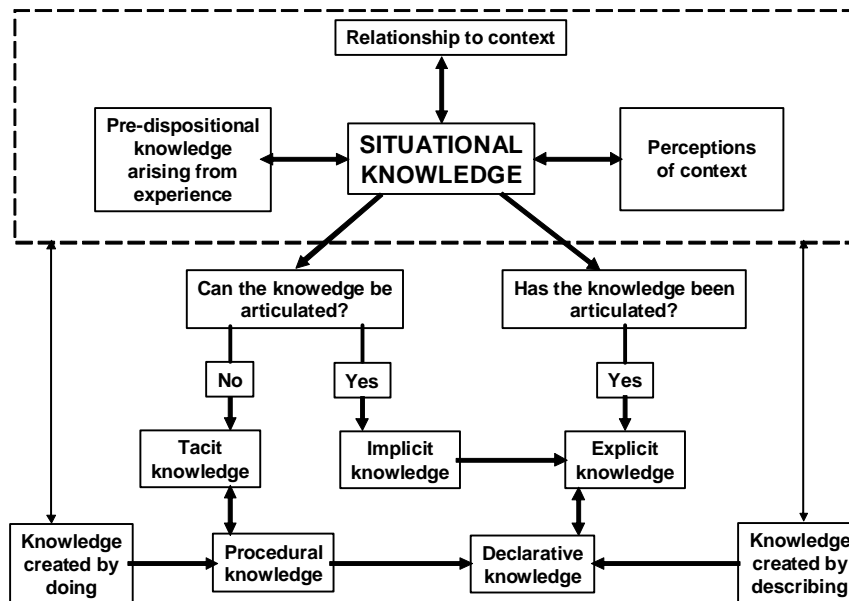 Relationship to context
Pre-dispositional
knowledge
arising from
experience
SITUATIONAL
KNOWLEDGE
Perceptions
of context
Can the knowedge be
articulated?
Has the knowledge been
articulated?
No
Yes
Yes
Tacit
knowledge
Implicit
knowledge
Explicit
knowledge
Knowledge
created by
doing
Procedural
knowledge
Declarative
knowledge
Knowledge
created by
describing